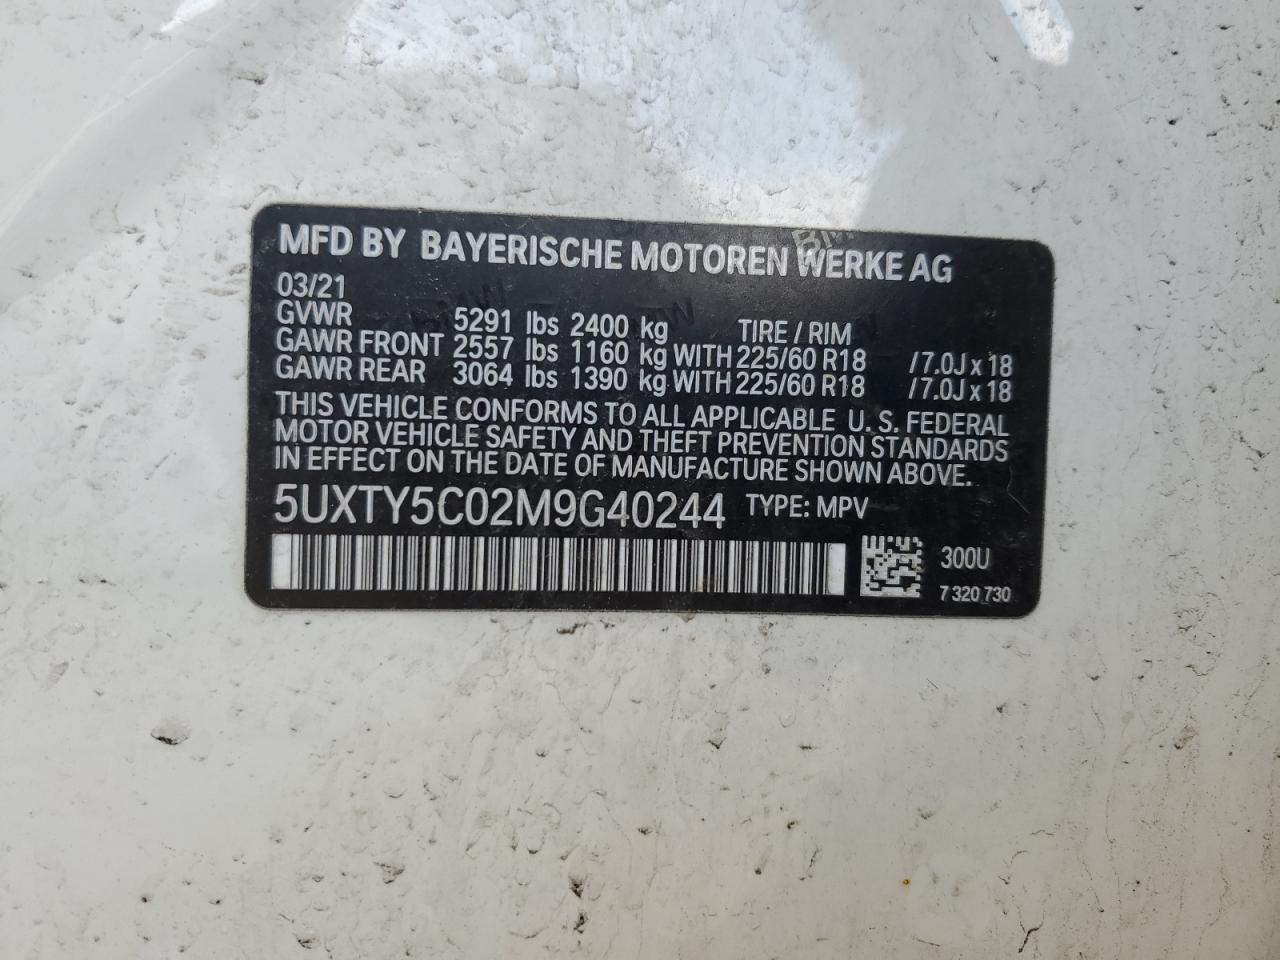 MFD BY BAYERISCHE MOTOREN WERKE AG
03/21
GVWR 5291 lbs 2400 kg TIRE / RIM
GAWR FRONT 2557 lbs 1160 kg WITH 225/60 R18 / 7.0J x 18
GAWR REAR 3064 lbs 1390 kg WITH 225/60 R18 / 7.0J x 18
THIS VEHICLE CONFORMS TO ALL APPLICABLE U. S. FEDERAL
MOTOR VEHICLE SAFETY AND THEFT PREVENTION STANDARDS
IN EFFECT ON THE DATE OF MANUFACTURE SHOWN ABOVE.
5UXTY5C02M9G40244 TYPE: MPV
300U
7 320 730